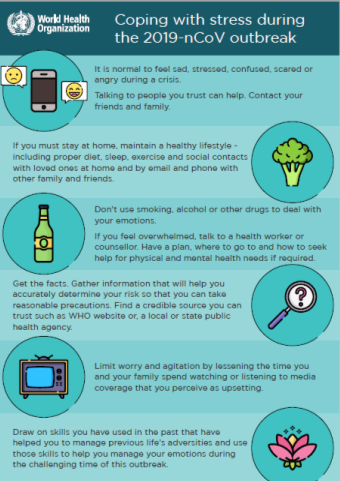 World Health
Organization
Coping with stress during
the 2019-nCoV outbreak
It is normal to feel sad, stressed, confused, scared or
angry during a crisis.
Talking to people you trust can help. Contact your
friends and family.
If you must stay at home, maintain a healthy lifestyle -
including proper diet, sleep, exercise and social contacts
with loved ones at home and by email and phone with
other family and friends.
Don't use smoking, alcohol or other drugs to deal with
your emotions.
If you feel overwhelmed, talk to a health worker or
counsellor. Have a plan, where to go to and how to seek
help for physical and mental health needs if required.
Get the facts. Gather information that will help you
accurately determine your risk so that you can take
reasonable precautions. Find a credible source you can
trust such as WHO website or, a local or state public
health agency.
?
Limit worry and agitation by lessening the time you
and your family spend watching or listening to media
coverage that you perceive as upsetting.
Draw on skills you have used in the past that have
helped you to manage previous life's adversities and use
those skills to help you manage your emotions during
the challenging time of this outbreak.